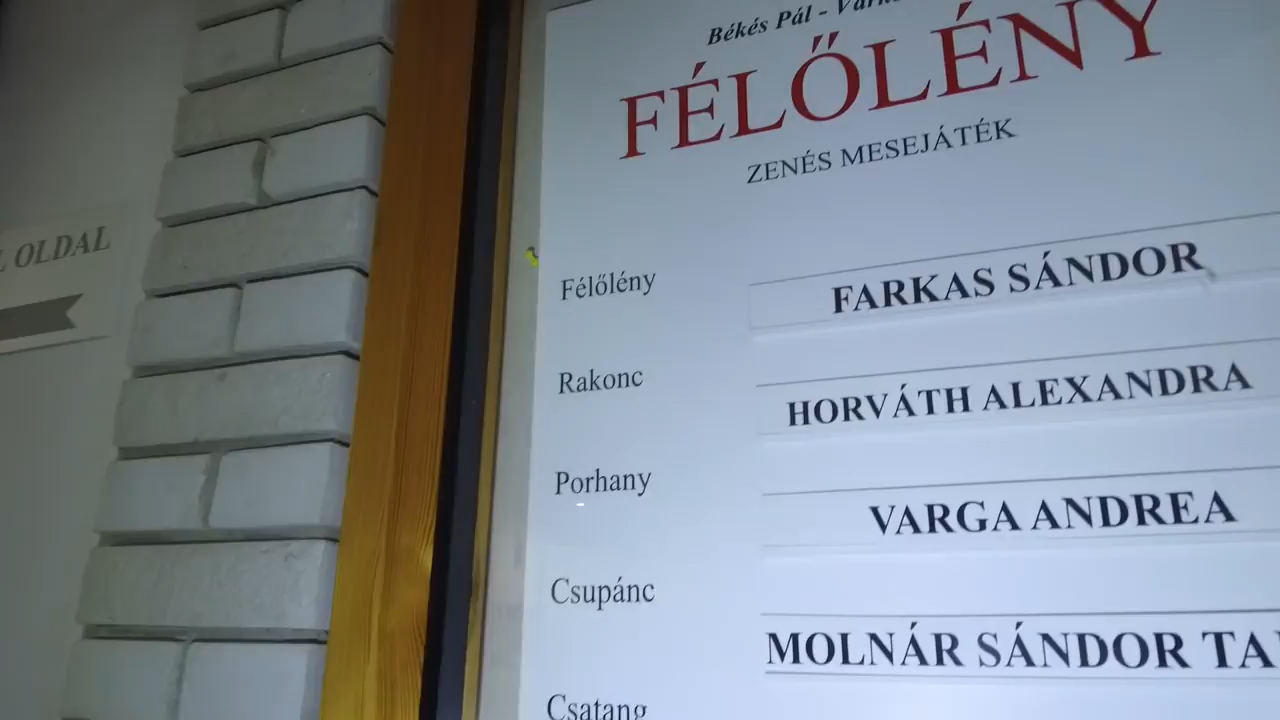 Békés Pál -
FÉLŐLÉNY
ZENÉS MESEJÁTÉK
OLDAL
Félőlény FARKAS SÁNDOR
Rakonc HORVÁTH ALEXANDRA
Porhany VARGA ANDREA
Csupánc MOLNÁR SÁNDOR
Csatang